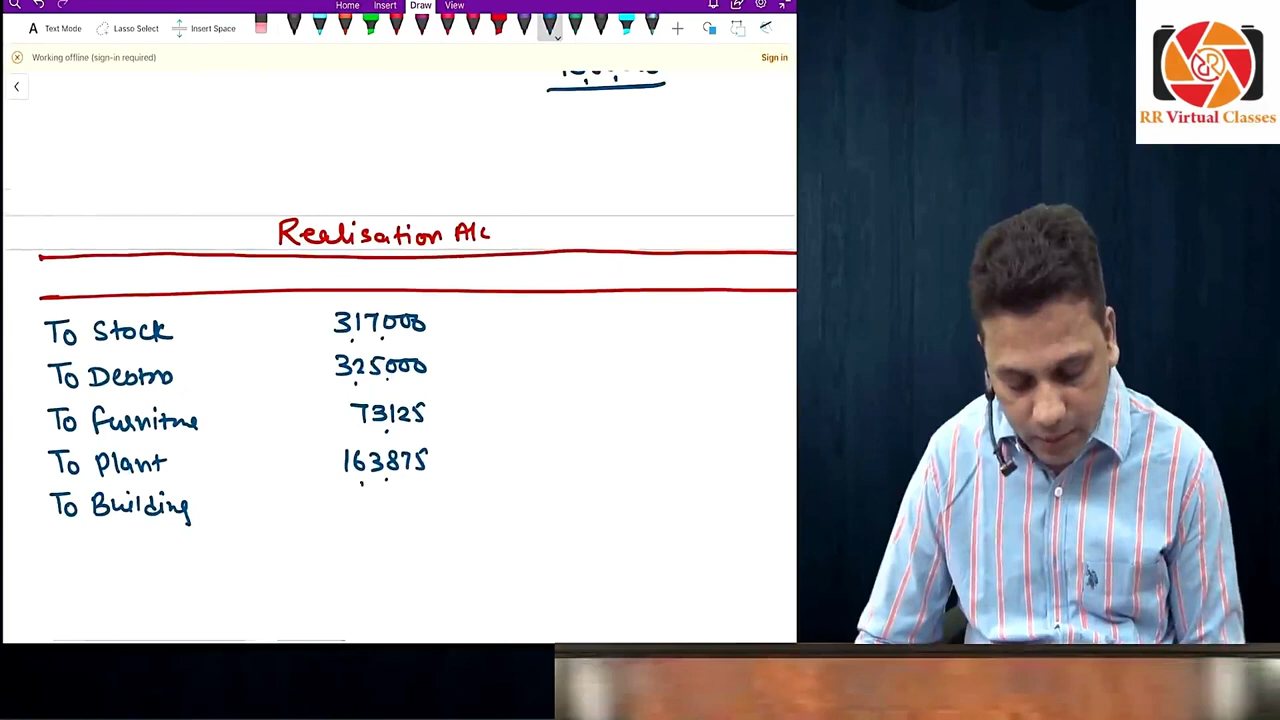 Home Insert Draw View
Text Mode Lasso Select Insert Space
Working offline (sign-in required) Sign in
RR Virtual Classes
Realisation A/c
To Stock 317000
To Debtro 325000
To Furniture 73125
To Plant 163875
To Building